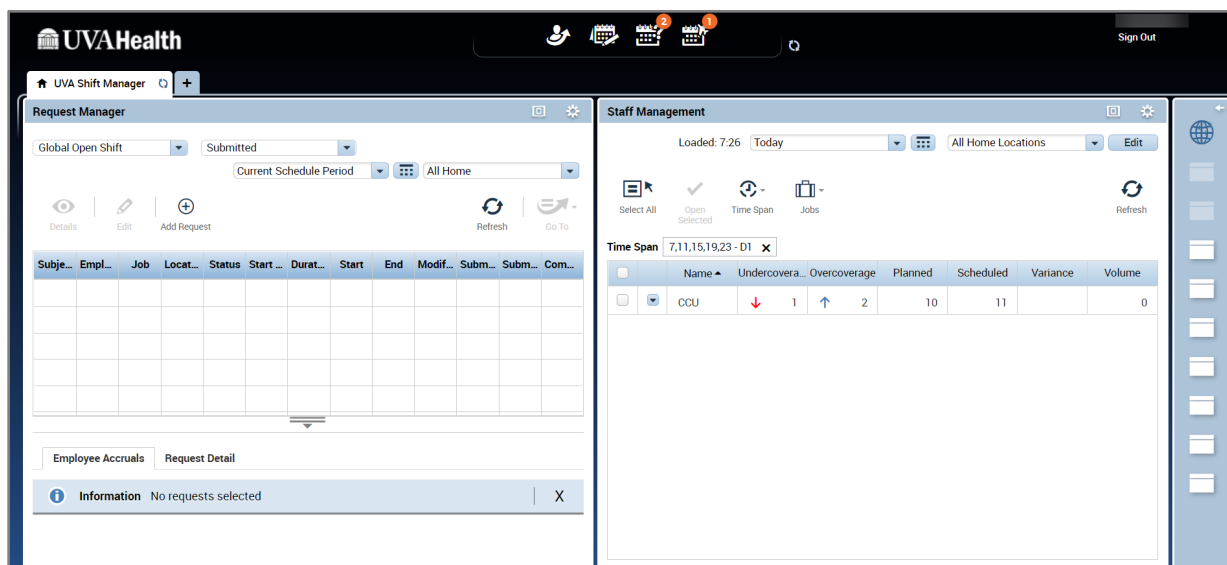 UVAHealth
2
1
Sign Out
UVA Shift Manager
+
Request Manager
Global Open Shift
Submitted
Current Schedule Period
All Home
Details
Edit
Add Request
Refresh
Go To
Subje... Empl... Job Locat... Status Start ... Durat... Start End Modif... Subm... Subm... Com...
Employee Accruals
Request Detail
Information No requests selected
X
Staff Management
Loaded: 7:26
Today
All Home Locations
Edit
Select All
Open Selected
Time Span
Jobs
Refresh
Time Span 7,11,15,19,23 - D1 x
Name Undercovera... Overcoverage Planned Scheduled Variance Volume
CCU 1 2 10 11 0